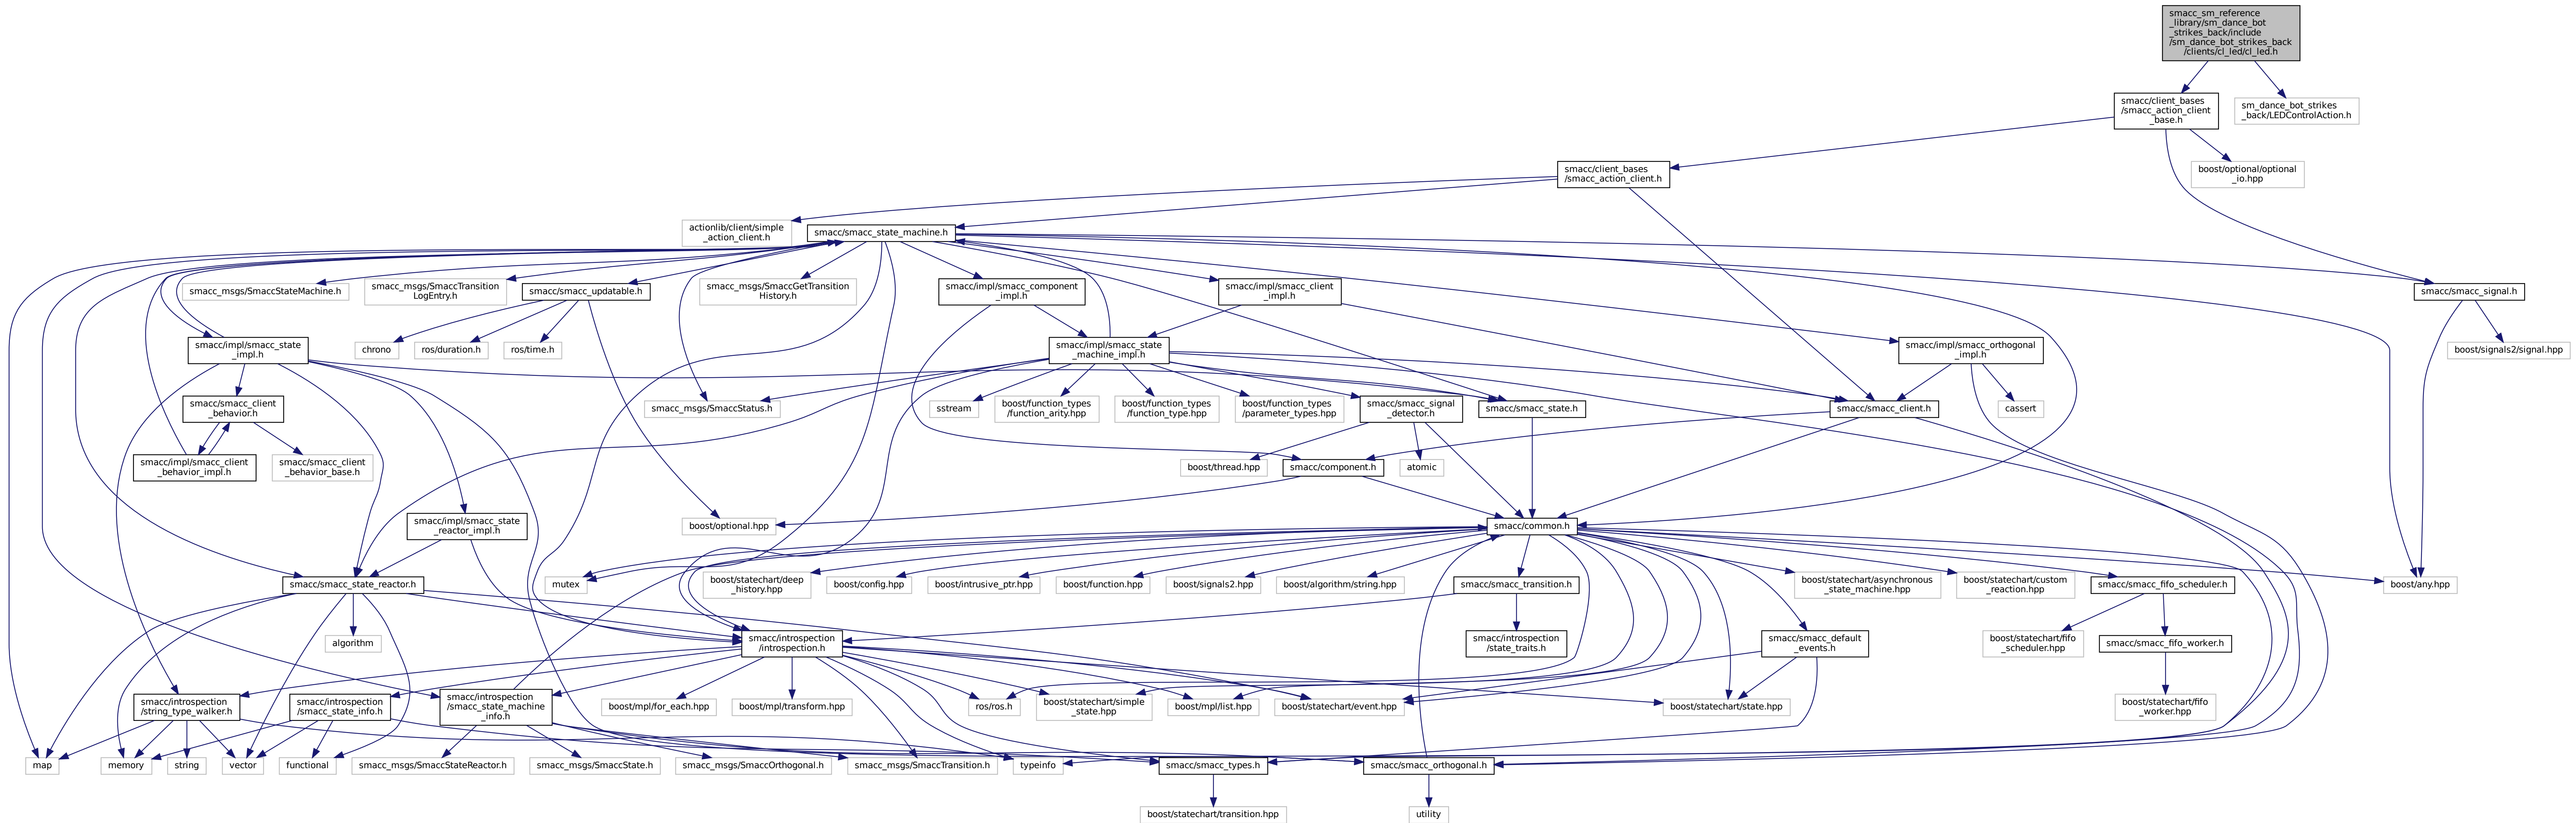 smacc_sm_reference
_library/sm_dance_bot
_strikes_back/include
/sm_dance_bot_strikes_back
/clients/cl_led/cl_led.h
smacc/client_bases
/smacc_action_client
_base.h
sm_dance_bot_strikes
_back/LEDControlAction.h
smacc/client_bases
/smacc_action_client.h
boost/optional/optional
_io.hpp
actionlib/client/simple
_action_client.h
smacc/smacc_state_machine.h
smacc_msgs/SmaccStateMachine.h
smacc_msgs/SmaccTransition
LogEntry.h
smacc/smacc_updatable.h
smacc_msgs/SmaccGetTransition
History.h
smacc/impl/smacc_component
_impl.h
smacc/impl/smacc_client
_impl.h
smacc/smacc_signal.h
smacc/impl/smacc_state
_impl.h
chrono
ros/duration.h
ros/time.h
smacc/impl/smacc_state
_machine_impl.h
smacc/impl/smacc_orthogonal
_impl.h
boost/signals2/signal.hpp
smacc/smacc_client
_behavior.h
smacc_msgs/SmaccStatus.h
sstream
boost/function_types
/function_arity.hpp
boost/function_types
/function_type.hpp
boost/function_types
/parameter_types.hpp
smacc/smacc_signal
_detector.h
smacc/smacc_state.h
smacc/smacc_client.h
cassert
smacc/impl/smacc_client
_behavior_impl.h
smacc/smacc_client
_behavior_base.h
boost/thread.hpp
smacc/component.h
atomic
smacc/impl/smacc_state
_reactor_impl.h
boost/optional.hpp
smacc/common.h
smacc/smacc_state_reactor.h
mutex
boost/statechart/deep
_history.hpp
boost/config.hpp
boost/intrusive_ptr.hpp
boost/function.hpp
boost/signals2.hpp
boost/algorithm/string.hpp
smacc/smacc_transition.h
boost/statechart/asynchronous
_state_machine.hpp
boost/statechart/custom
_reaction.hpp
smacc/smacc_fifo_scheduler.h
boost/any.hpp
algorithm
smacc/introspection
/introspection.h
smacc/introspection
/state_traits.h
smacc/smacc_default
_events.h
boost/statechart/fifo
_scheduler.hpp
smacc/smacc_fifo_worker.h
smacc/introspection
/string_type_walker.h
smacc/introspection
/smacc_state_info.h
smacc/introspection
/smacc_state_machine
_info.h
boost/mpl/for_each.hpp
boost/mpl/transform.hpp
ros/ros.h
boost/statechart/simple
_state.hpp
boost/mpl/list.hpp
boost/statechart/event.hpp
boost/statechart/state.hpp
boost/statechart/fifo
_worker.hpp
map
memory
string
vector
functional
smacc_msgs/SmaccStateReactor.h
smacc_msgs/SmaccState.h
smacc_msgs/SmaccOrthogonal.h
smacc_msgs/SmaccTransition.h
typeinfo
smacc/smacc_types.h
smacc/smacc_orthogonal.h
boost/statechart/transition.hpp
utility